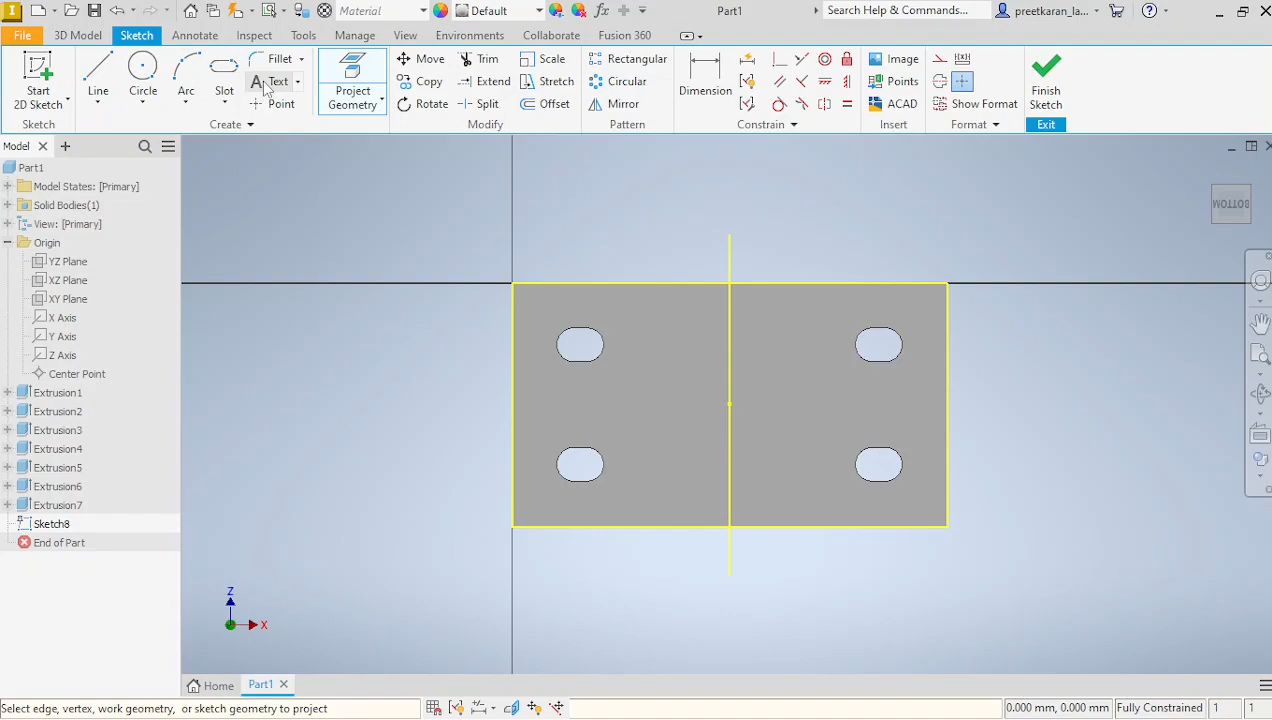 Material
Default
Part1
Search Help & Commands...
preetkaran_la...
File
3D Model
Sketch
Annotate
Inspect
Tools
Manage
View
Environments
Collaborate
Fusion 360
Start
2D Sketch
Line
Circle
Arc
Slot
Fillet
Text
Point
Project
Geometry
Move
Copy
Rotate
Trim
Extend
Split
Scale
Stretch
Offset
Rectangular
Circular
Mirror
Dimension
Image
Points
ACAD
Show Format
Finish
Sketch
Sketch
Create
Modify
Pattern
Constrain
Insert
Format
Exit
Model
Part1
Model States: [Primary]
Solid Bodies(1)
View: [Primary]
Origin
YZ Plane
XZ Plane
XY Plane
X Axis
Y Axis
Z Axis
Center Point
Extrusion1
Extrusion2
Extrusion3
Extrusion4
Extrusion5
Extrusion6
Extrusion7
Sketch8
End of Part
BOTTOM
Z
X
Home
Part1
Select edge, vertex, work geometry, or sketch geometry to project
0.000 mm, 0.000 mm
Fully Constrained
1
1